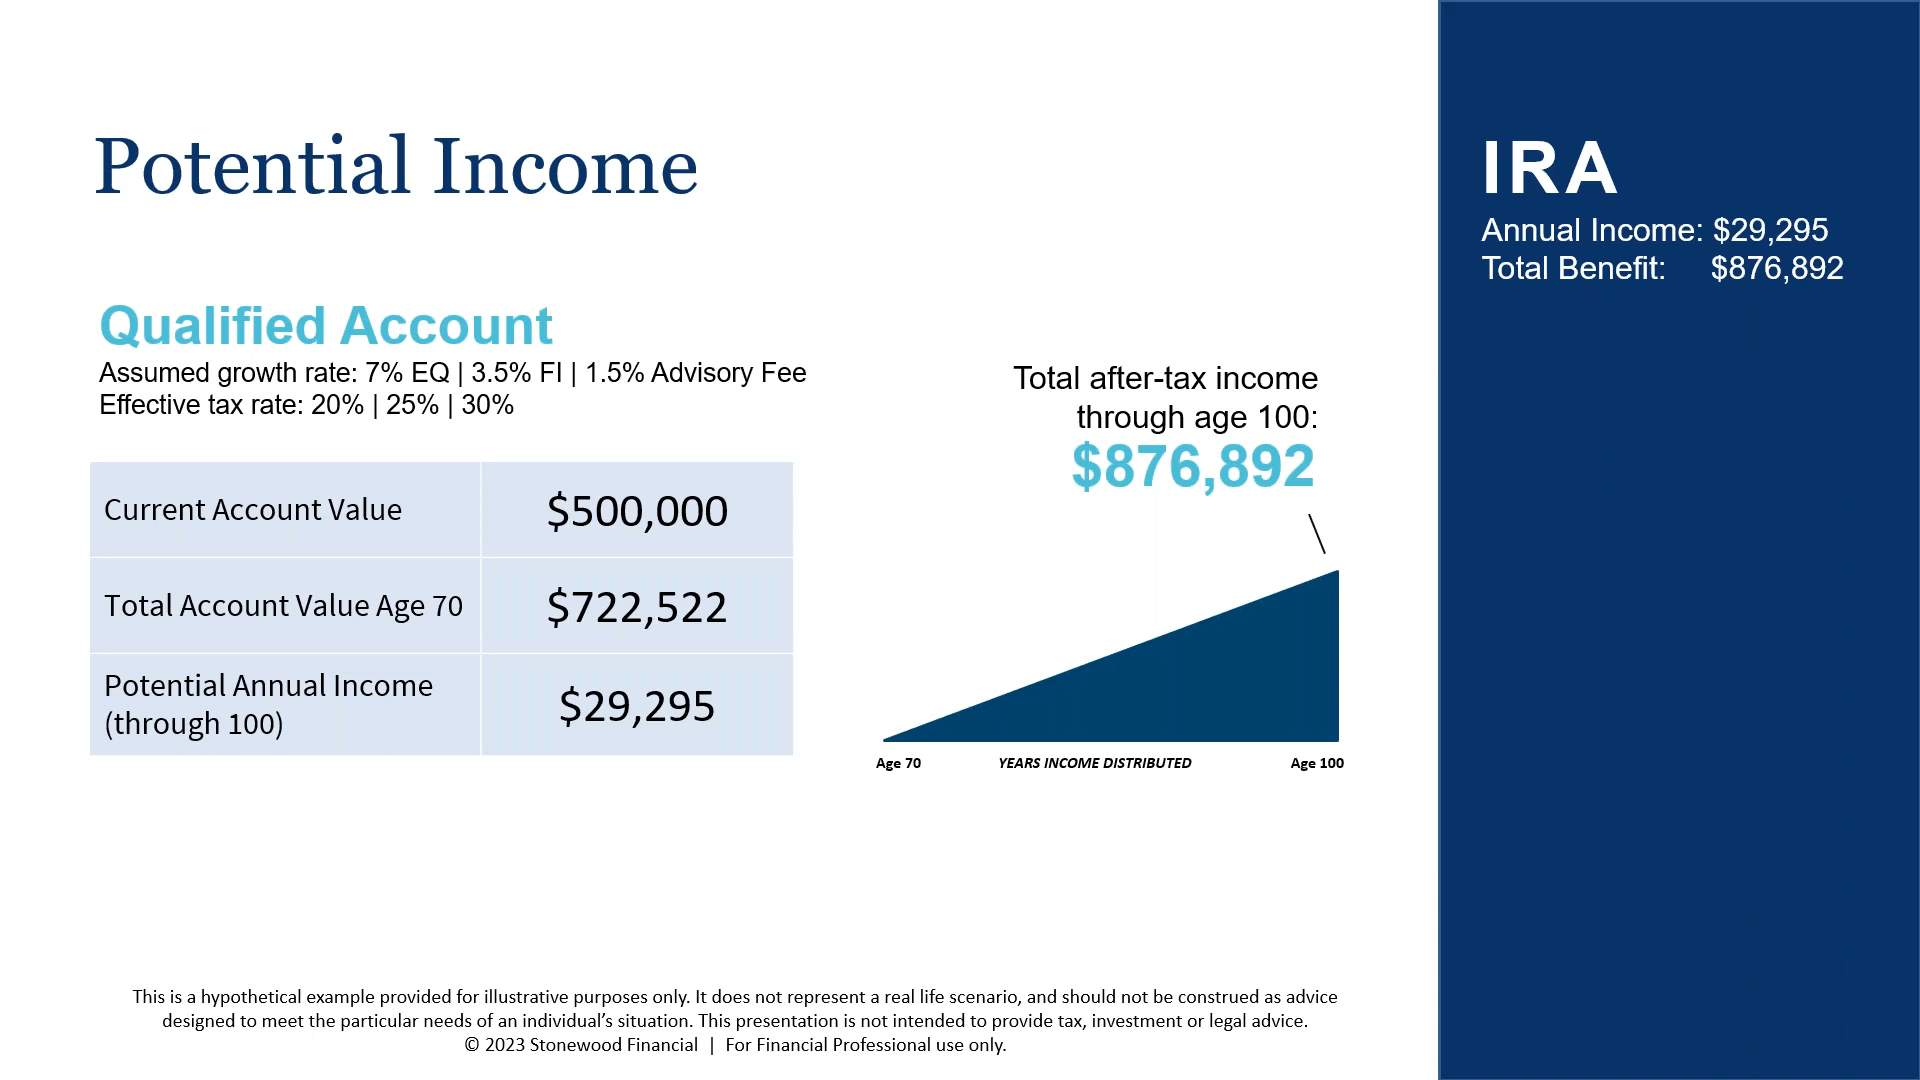 Potential Income
Qualified Account
Assumed growth rate: 7% EQ | 3.5% FI | 1.5% Advisory Fee
Effective tax rate: 20% | 25% | 30%
Current Account Value $500,000
Total Account Value Age 70 $722,522
Potential Annual Income
(through 100)
$29,295
Total after-tax income
through age 100:
$876,892
Age 70 YEARS INCOME DISTRIBUTED Age 100
IRA
Annual Income: $29,295
Total Benefit: $876,892
This is a hypothetical example provided for illustrative purposes only. It does not represent a real life scenario, and should not be construed as advice
designed to meet the particular needs of an individual’s situation. This presentation is not intended to provide tax, investment or legal advice.
© 2023 Stonewood Financial | For Financial Professional use only.